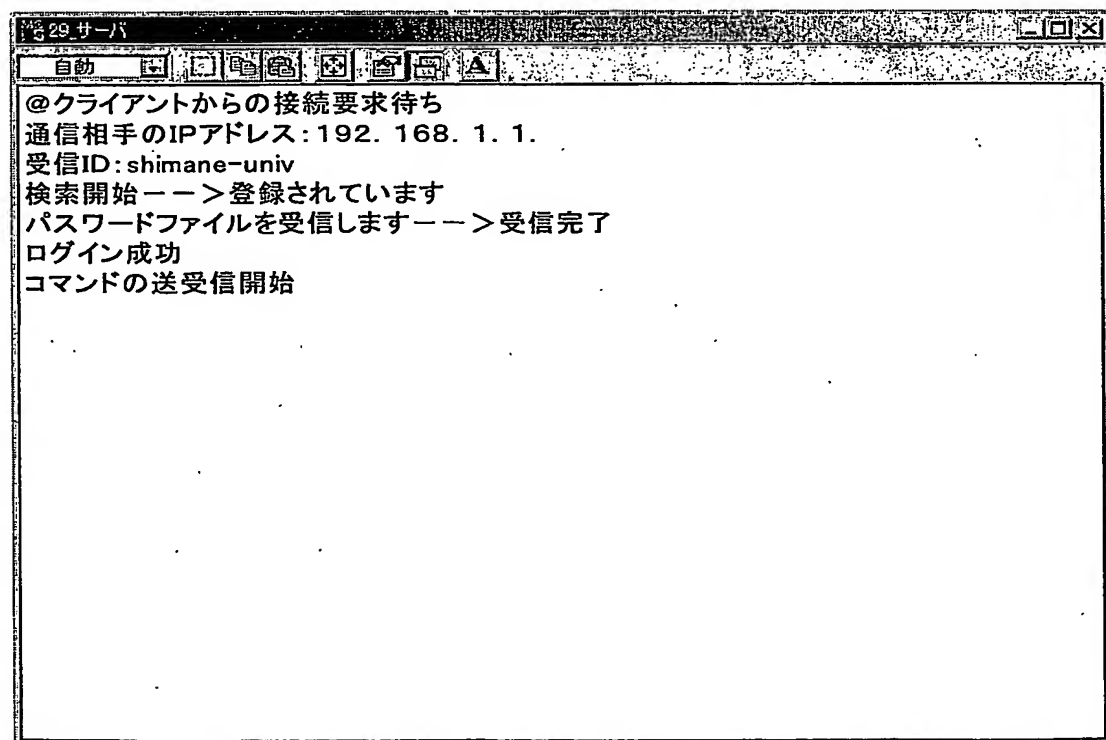 29_サーバ
自動
A
@クライアントからの接続要求待ち
通信相手のIPアドレス:192. 168. 1. 1.
受信ID:shimane-univ
検索開始ーー>登録されています
パスワードファイルを受信しますーー>受信完了
ログイン成功
コマンドの送受信開始